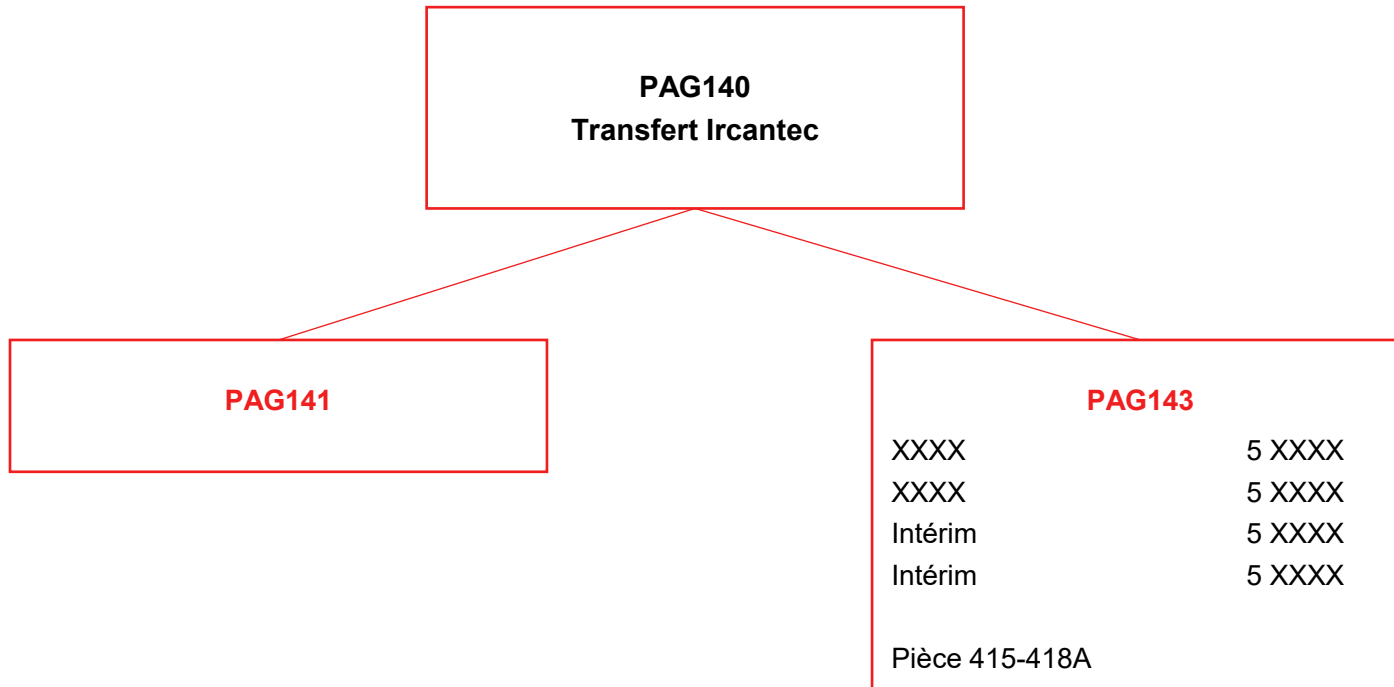 PAG140
Transfert Ircantec
PAG141
PAG143
XXXX 5 XXXX
XXXX 5 XXXX
Intérim 5 XXXX
Intérim 5 XXXX
Pièce 415-418A